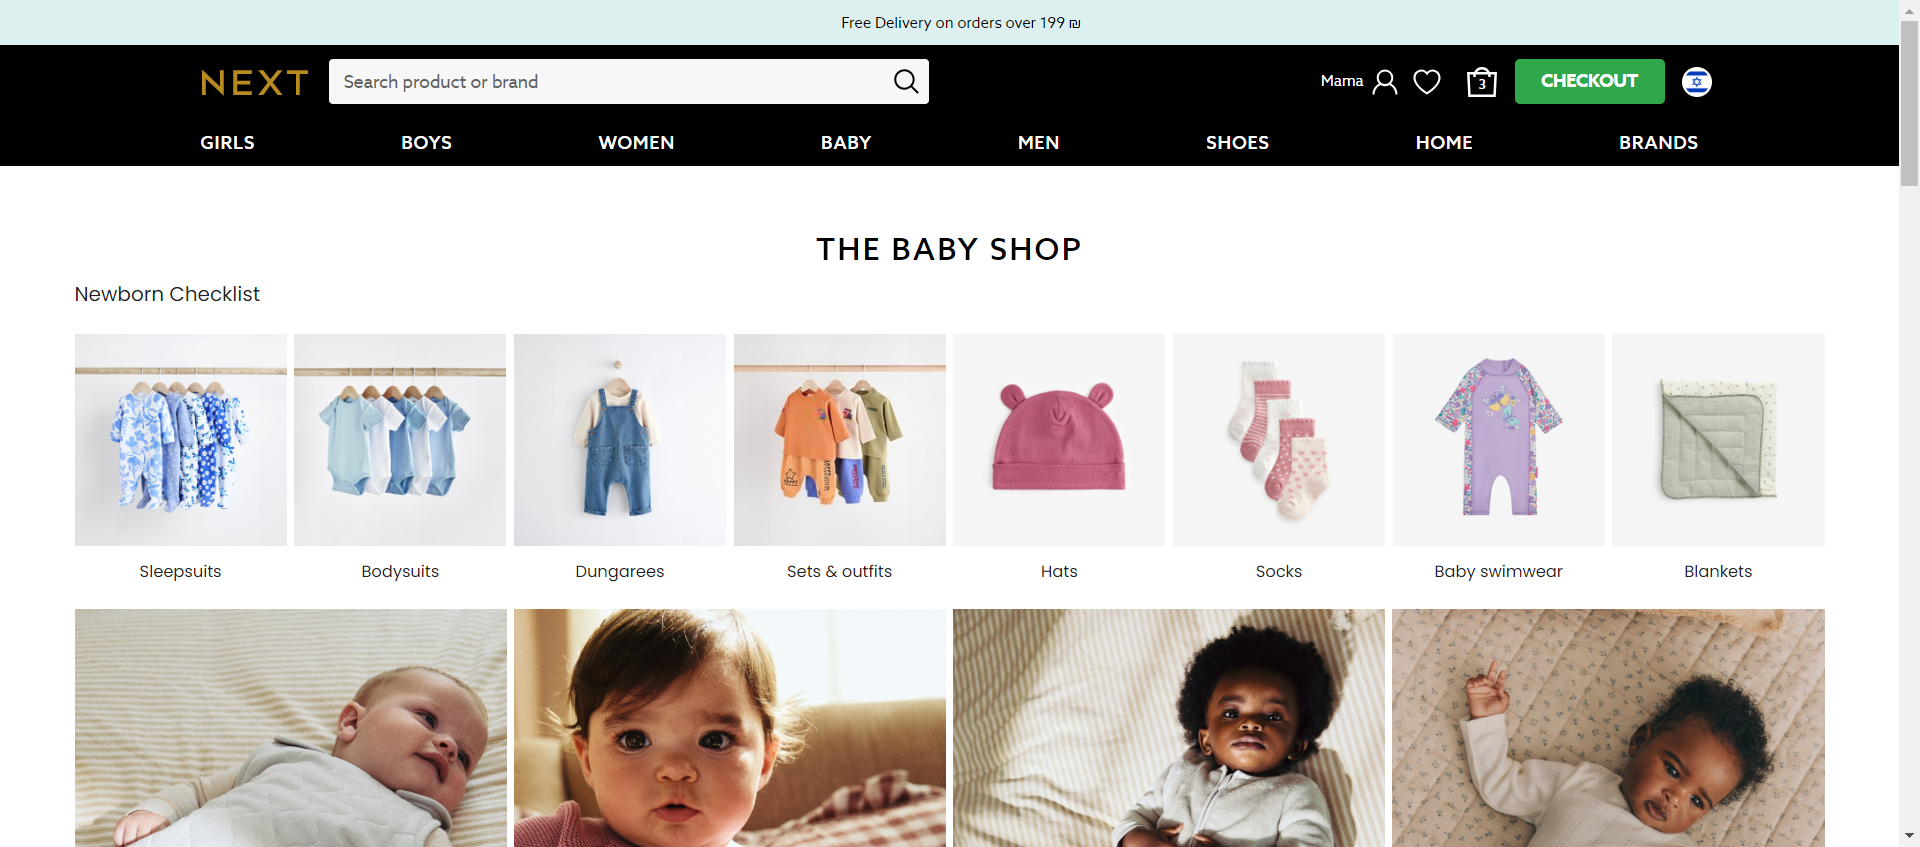 Free Delivery on orders over 199 ₪
NEXT
Search product or brand
Mama
3
CHECKOUT
GIRLS
BOYS
WOMEN
BABY
MEN
SHOES
HOME
BRANDS
THE BABY SHOP
Newborn Checklist
Sleepsuits
Bodysuits
Dungarees
Sets & outfits
Hats
Socks
Baby swimwear
Blankets